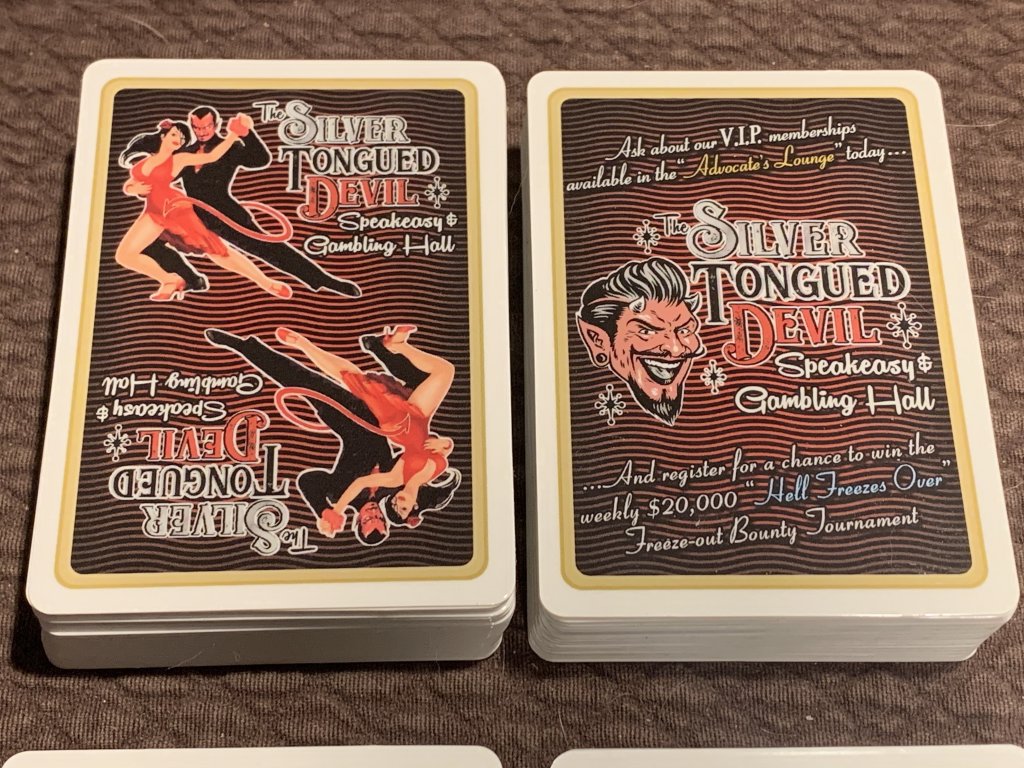 The SILVER
TONGUED
DEVIL
Speakeasy &
Gambling Hall
The SILVER
TONGUED
DEVIL
Speakeasy &
Gambling Hall
Ask about our V.I.P. memberships
available in the "Advocate's Lounge" today...
The SILVER
TONGUED
DEVIL
Speakeasy &
Gambling Hall
....And register for a chance to win the
weekly $20,000 "Hell Freezes Over"
Freeze-out Bounty Tournament